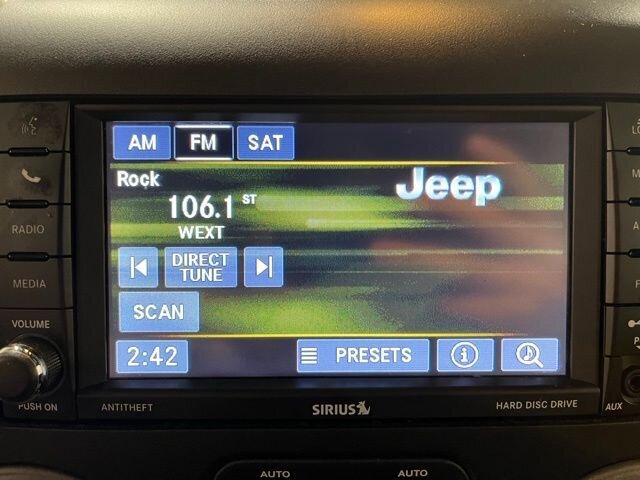 AM FM SAT
Rock
Jeep
106.1 ST
WEXT
DIRECT TUNE
SCAN
2:42 PRESETS
RADIO
MEDIA
VOLUME
PUSH ON
ANTITHEFT
SIRIUS
HARD DISC DRIVE
AUX
AUTO AUTO